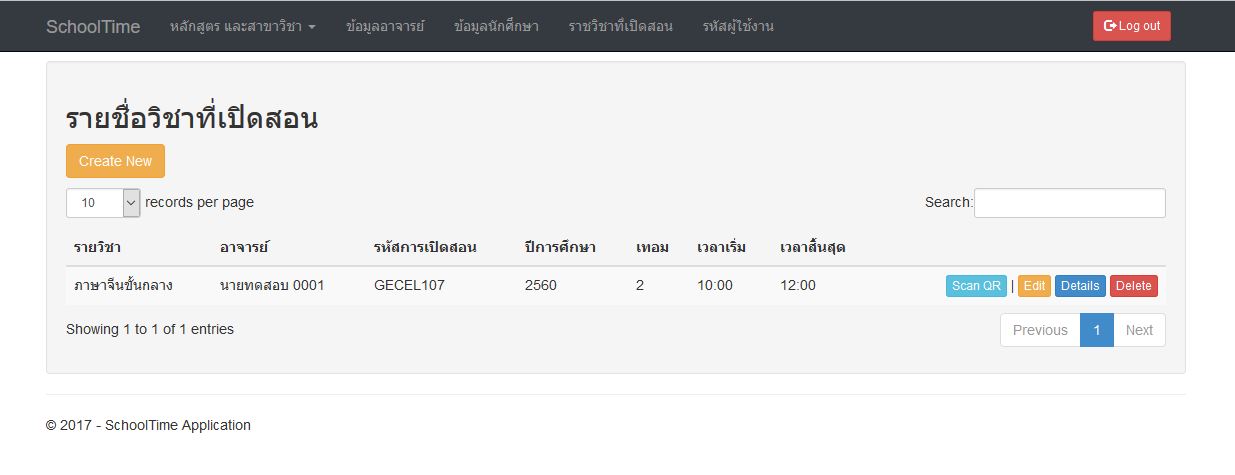 SchoolTime หลักสูตร และสาขาวิชา ข้อมูลอาจารย์ ข้อมูลนักศึกษา ราชวิชาที่เปิดสอน รหัสผู้ใช้งาน Log out
รายชื่อวิชาที่เปิดสอน
Create New
10 records per page Search:
รายวิชา อาจารย์ รหัสการเปิดสอน ปีการศึกษา เทอม เวลาเริ่ม เวลาสิ้นสุด
ภาษาจีนขั้นกลาง นายทดสอบ 0001 GECEL107 2560 2 10:00 12:00 Scan QR | Edit Details Delete
Showing 1 to 1 of 1 entries Previous 1 Next
© 2017 - SchoolTime Application